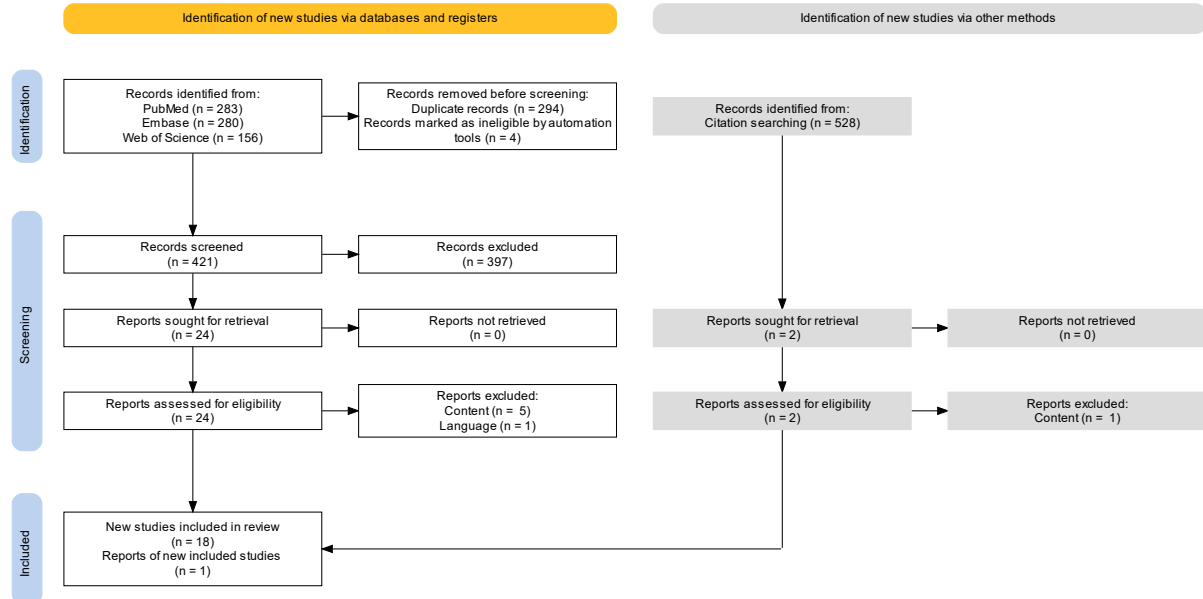 Identification of new studies via databases and registers
Identification of new studies via other methods
Identification
Records identified from:
PubMed (n = 283)
Embase (n = 280)
Web of Science (n = 156)
Records removed before screening:
Duplicate records (n = 294)
Records marked as ineligible by automation
tools (n = 4)
Records identified from:
Citation searching (n = 528)
Screening
Records screened
(n = 421)
Records excluded
(n = 397)
Reports sought for retrieval
(n = 24)
Reports not retrieved
(n = 0)
Reports sought for retrieval
(n = 2)
Reports not retrieved
(n = 0)
Reports assessed for eligibility
(n = 24)
Reports excluded:
Content (n = 5)
Language (n = 1)
Reports assessed for eligibility
(n = 2)
Reports excluded:
Content (n = 1)
Included
New studies included in review
(n = 18)
Reports of new included studies
(n = 1)